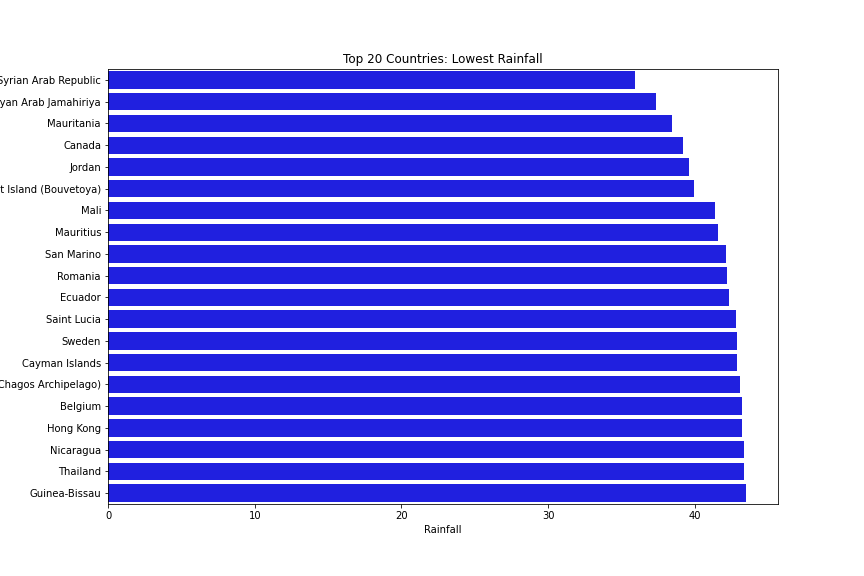 Top 20 Countries: Lowest Rainfall
Syrian Arab Republic
yan Arab Jamahiriya
Mauritania
Canada
Jordan
t Island (Bouvetoya)
Mali
Mauritius
San Marino
Romania
Ecuador
Saint Lucia
Sweden
Cayman Islands
Chagos Archipelago)
Belgium
Hong Kong
Nicaragua
Thailand
Guinea-Bissau
0 10 20 30 40
Rainfall